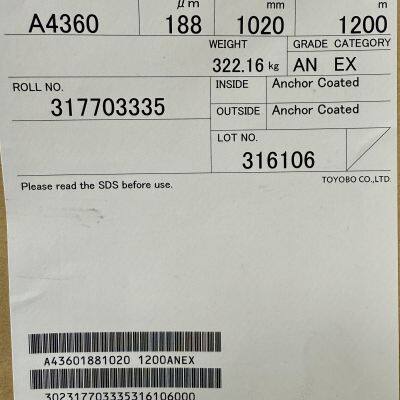 μm mm m
A4360 188 1020 1200
WEIGHT GRADE CATEGORY
322.16 kg AN EX
ROLL NO. INSIDE Anchor Coated
317703335
OUTSIDE Anchor Coated
LOT NO.
316106
Please read the SDS before use. TOYOBO CO.,LTD.
A43601881020 1200ANEX
302317703335316106000